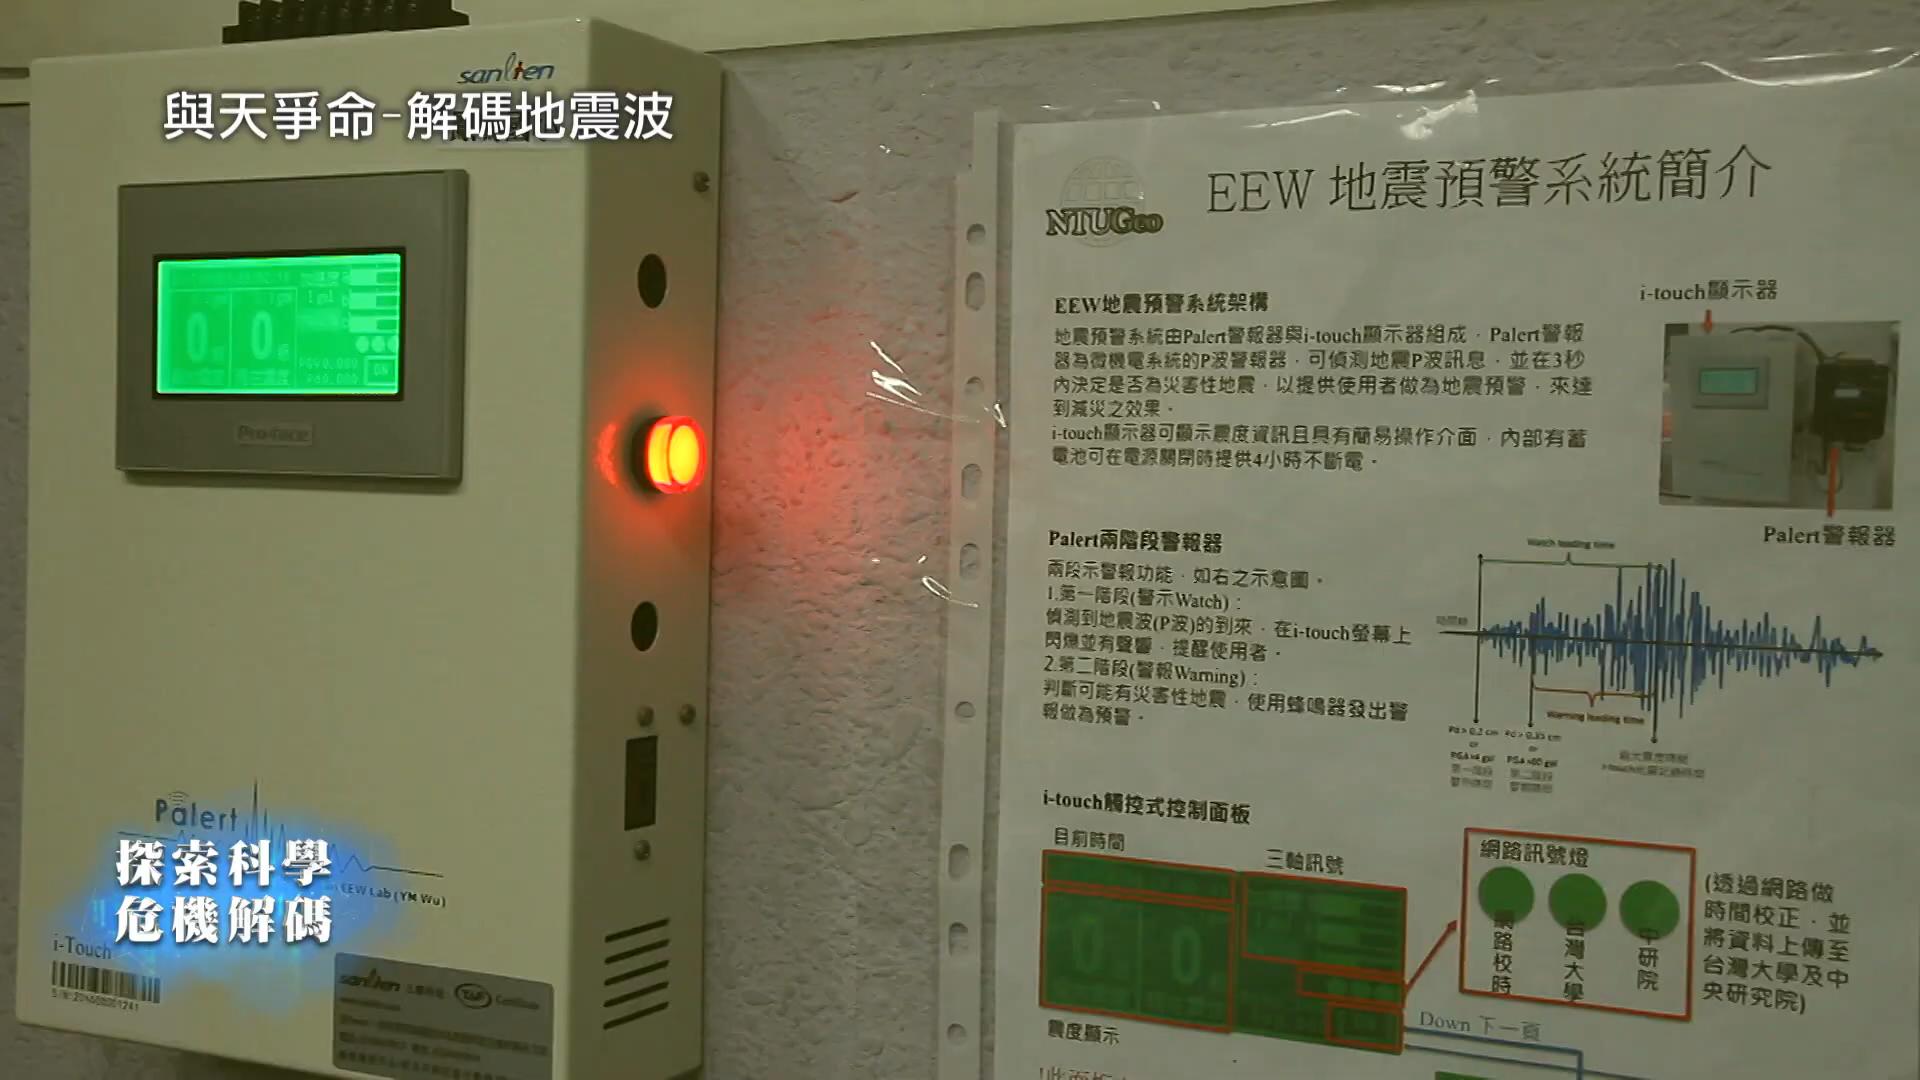 sanlien
與天爭命-解碼地震波
Pro-face
0
0
ON
Palert
EEW Lab (YM Wu)
探索科學
危機解碼
i-Touch
sanlien
NTUGeo
EEW 地震預警系統簡介
EEW地震預警系統架構
地震預警系統由Palert警報器與i-touch顯示器組成，Palert警報
器為微機電系統的P波警報器，可偵測地震P波訊息，並在3秒
內決定是否為災害性地震，以提供使用者做為地震預警，來達
到減災之效果。
i-touch顯示器可顯示震度資訊且具有簡易操作介面，內部有蓄
電池可在電源關閉時提供4小時不斷電。
i-touch顯示器
Palert警報器
Palert兩階段警報器
兩段示警報功能，如右之示意圖。
1.第一階段(警示Watch)：
偵測到地震波(P波)的到來，在i-touch螢幕上
閃爍並有聲響，提醒使用者。
2.第二階段(警報Warning)：
判斷可能有災害性地震，使用蜂鳴器發出警
報做為預警。
Watch leading time
Warning leading time
i-touch觸控式控制面板
目前時間
三軸訊號
0
0
震度顯示
網路訊號燈
網路校時
台灣大學
中研院
(透過網路做
時間校正，並
將資料上傳至
台灣大學及中
央研究院)
Down 下一頁